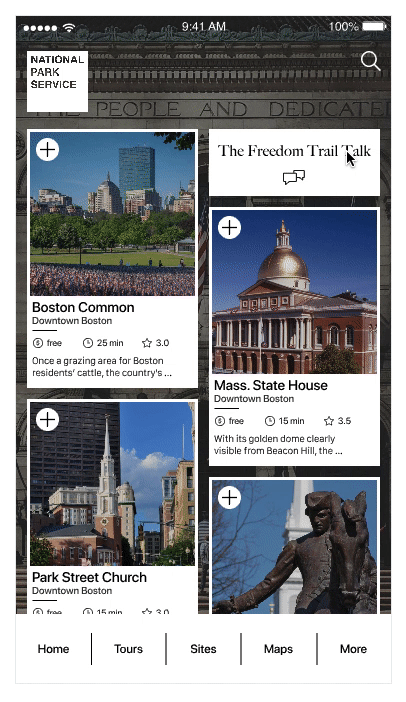 9:41 AM
100%
NATIONAL
PARK
SERVICE
PEOPLE AND DEDICATE
The Freedom Trail Talk
Boston Common
Downtown Boston
free 25 min 3.0
Once a grazing area for Boston
residents' cattle, the country's ...
Mass. State House
Downtown Boston
free 15 min 3.5
With its golden dome clearly
visible from Beacon Hill, the ...
Park Street Church
Downtown Boston
free 15 min 3.0
Home Tours Sites Maps More